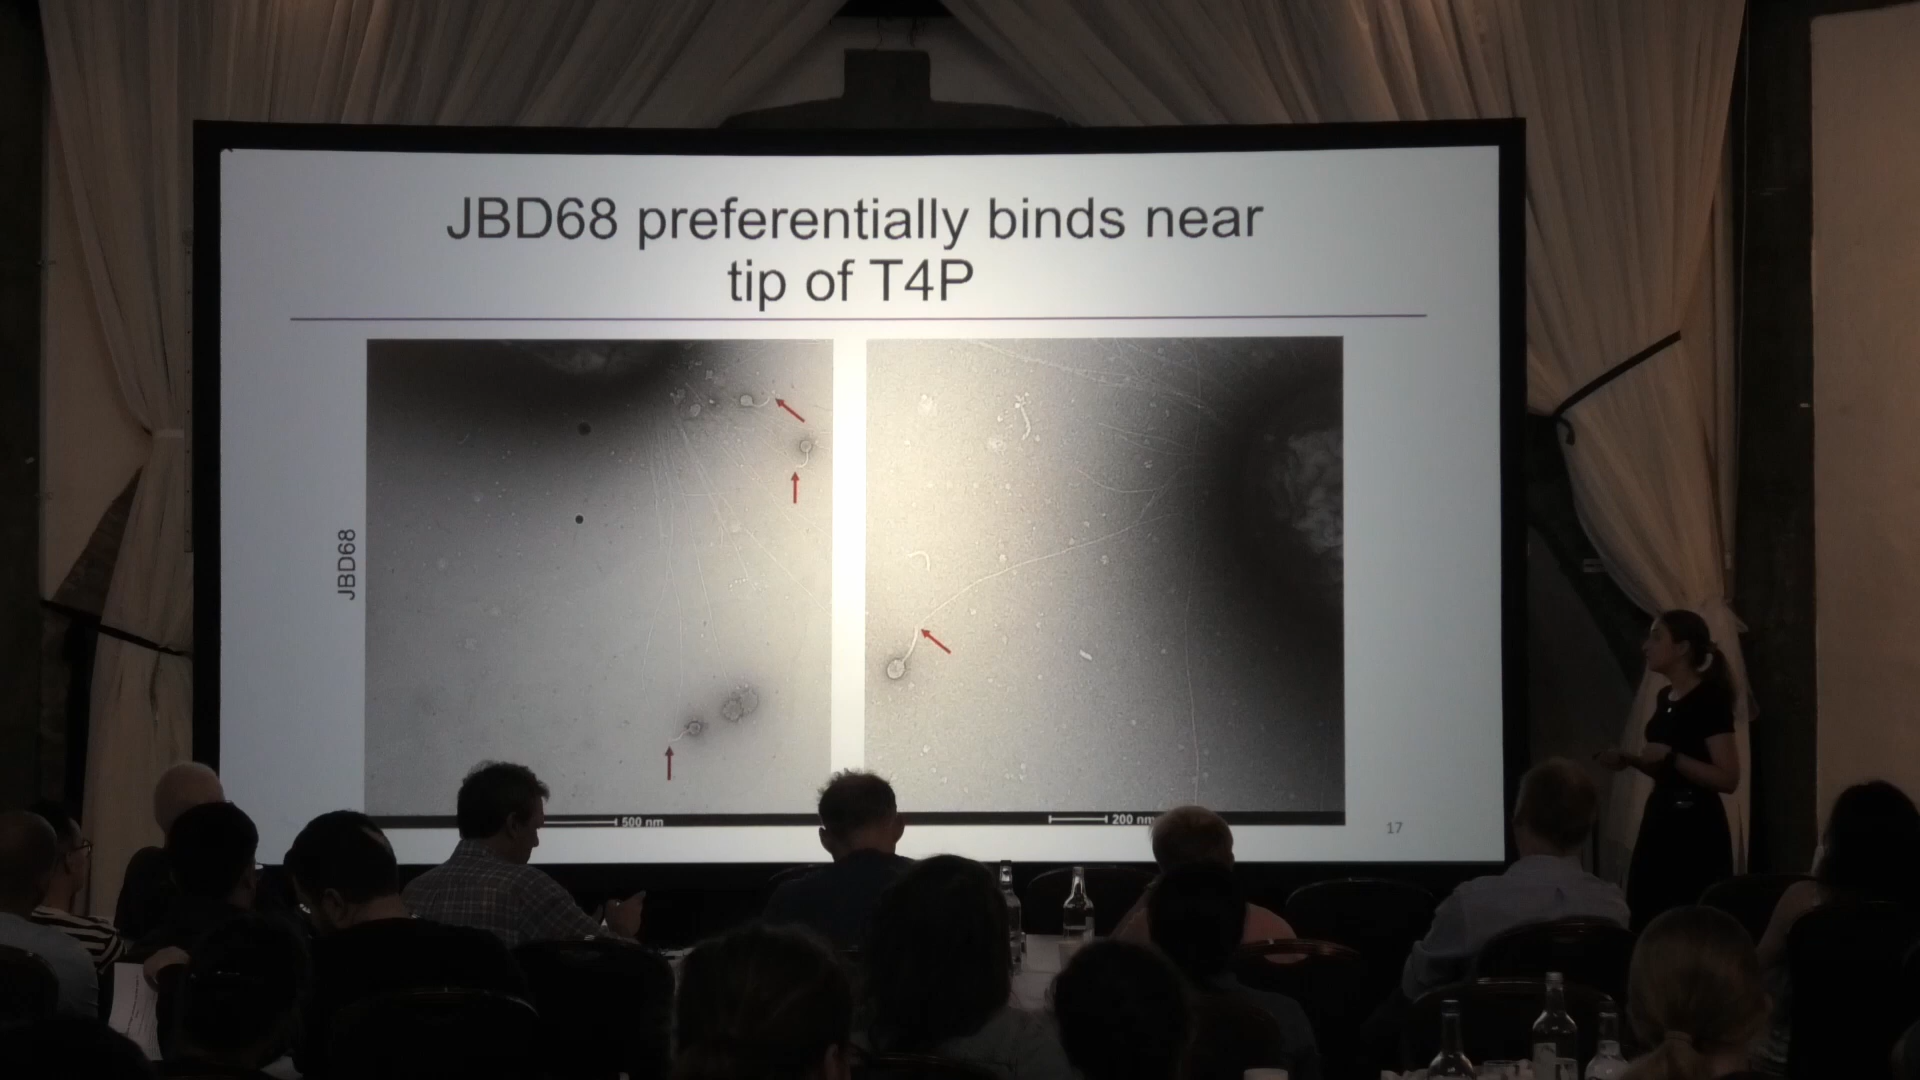 JBD68 preferentially binds near
tip of T4P
JBD68
500 nm
200 nm
17